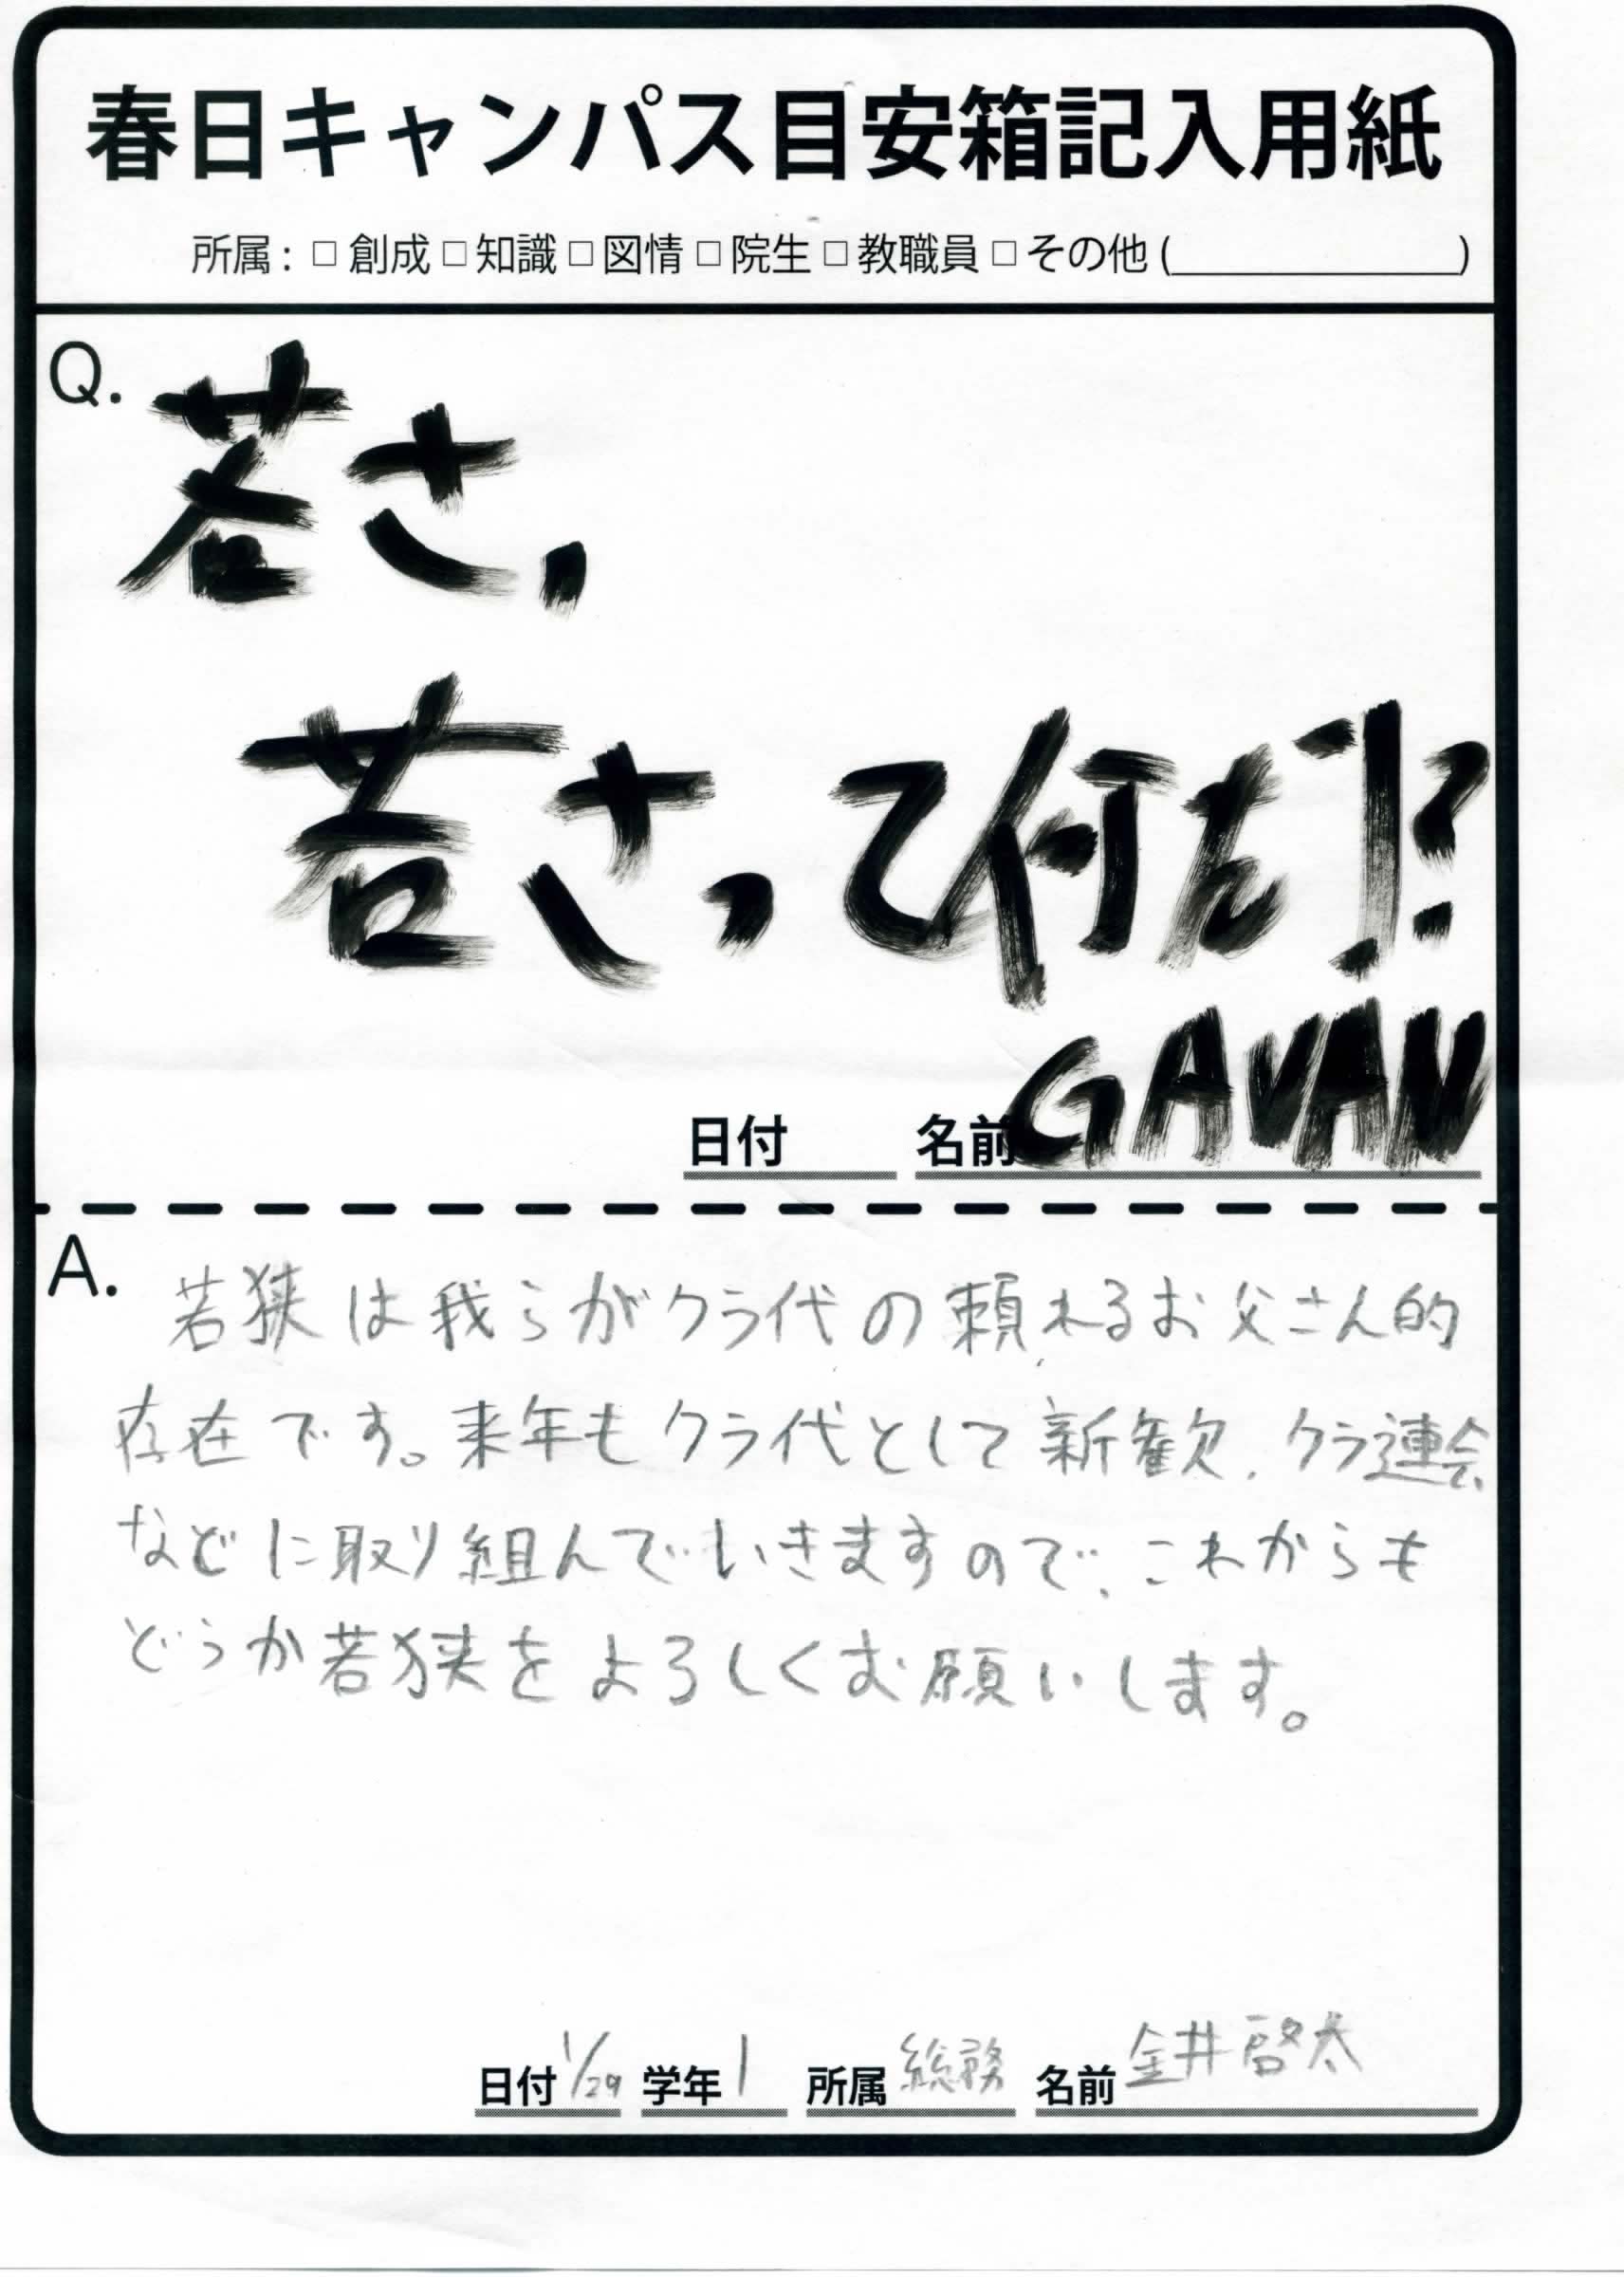 春日キャンパス目安箱記入用紙
所属：□ 創成 □ 知識 □ 図情 □ 院生 □ 教職員 □ その他 (＿＿＿＿＿＿)
Q.
若さ,
若さって何だ!?
日付 名前 GAVAN
A.
若狭は我らがクラ代の頼れるお父さん的
存在です。来年もクラ代として新歓、クラ連会
などに取り組んでいきますので、これからも
どうか若狭をよろしくお願いします。
日付 1/29 学年 1 所属 総務 名前 金井啓太